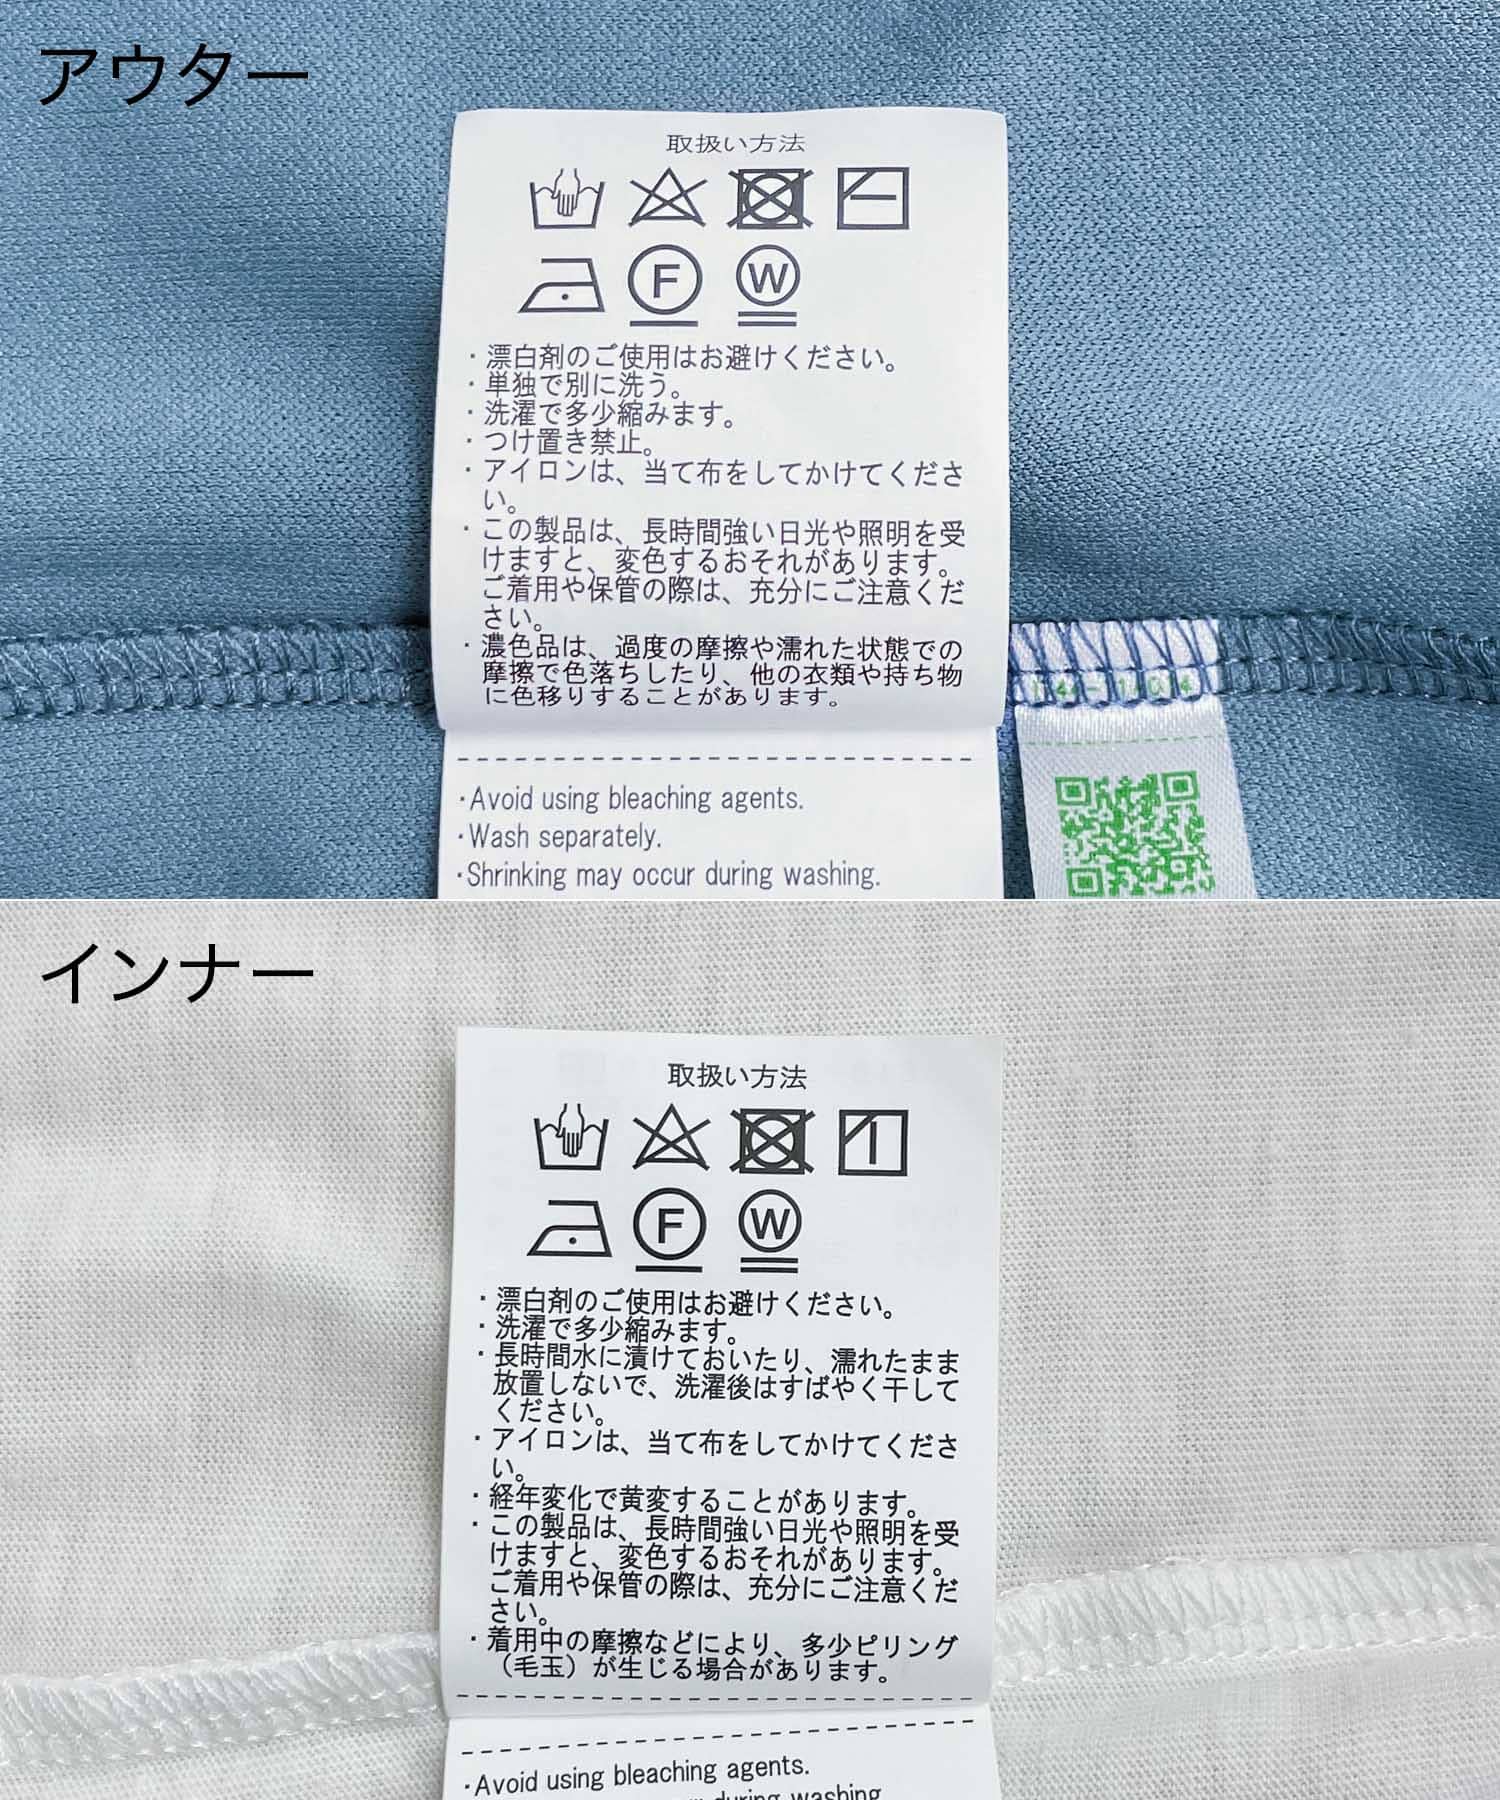 アウター
取扱い方法
F W
・漂白剤のご使用はお避けください。
・単独で別に洗う。
・洗濯で多少縮みます。
・つけ置き禁止。
・アイロンは、当て布をしてかけてくださ
い。
・この製品は、長時間強い日光や照明を受
けますと、変色するおそれがあります。
ご着用や保管の際は、充分にご注意くだ
さい。
・濃色品は、過度の摩擦や濡れた状態での
摩擦で色落ちしたり、他の衣類や持ち物
に色移りすることがあります。
・Avoid using bleaching agents.
・Wash separately.
・Shrinking may occur during washing.
インナー
取扱い方法
F W
・漂白剤のご使用はお避けください。
・洗濯で多少縮みます。
・長時間水に漬けておいたり、濡れたまま
放置しないで、洗濯後はすばやく干して
ください。
・アイロンは、当て布をしてかけてくださ
い。
・経年変化で黄変することがあります。
・この製品は、長時間強い日光や照明を受
けますと、変色するおそれがあります。
ご着用や保管の際は、充分にご注意くだ
さい。
・着用中の摩擦などにより、多少ピリング
（毛玉）が生じる場合があります。
・Avoid using bleaching agents.
during washing